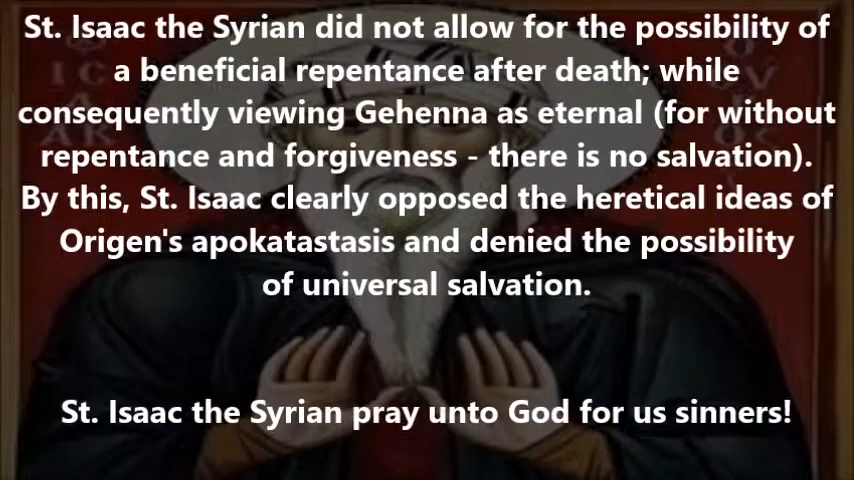 St. Isaac the Syrian did not allow for the possibility of
a beneficial repentance after death; while
consequently viewing Gehenna as eternal (for without
repentance and forgiveness - there is no salvation).
By this, St. Isaac clearly opposed the heretical ideas of
Origen's apokatastasis and denied the possibility
of universal salvation.
St. Isaac the Syrian pray unto God for us sinners!